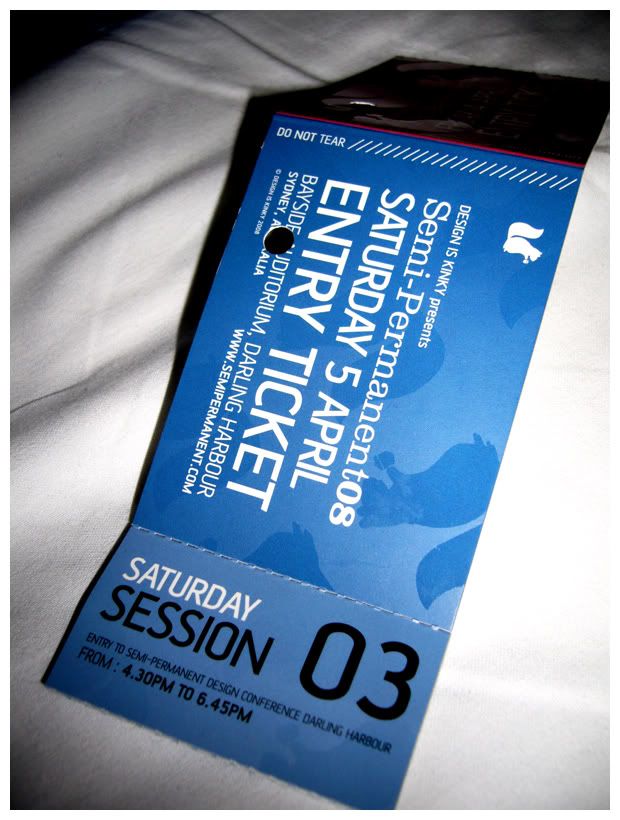 DO NOT TEAR
DESIGN IS KINKY presents
Semi-Permanent08
SATURDAY 5 APRIL
ENTRY TICKET
BAYSIDE AUDITORIUM, DARLING HARBOUR
SYDNEY, WWW.SEMIPERMANENT.COM
© DESIGN IS KINKY 2008
SATURDAY
SESSION 03
ENTRY TO SEMI-PERMANENT DESIGN CONFERENCE DARLING HARBOUR
FROM : 4.30PM TO 6.45PM